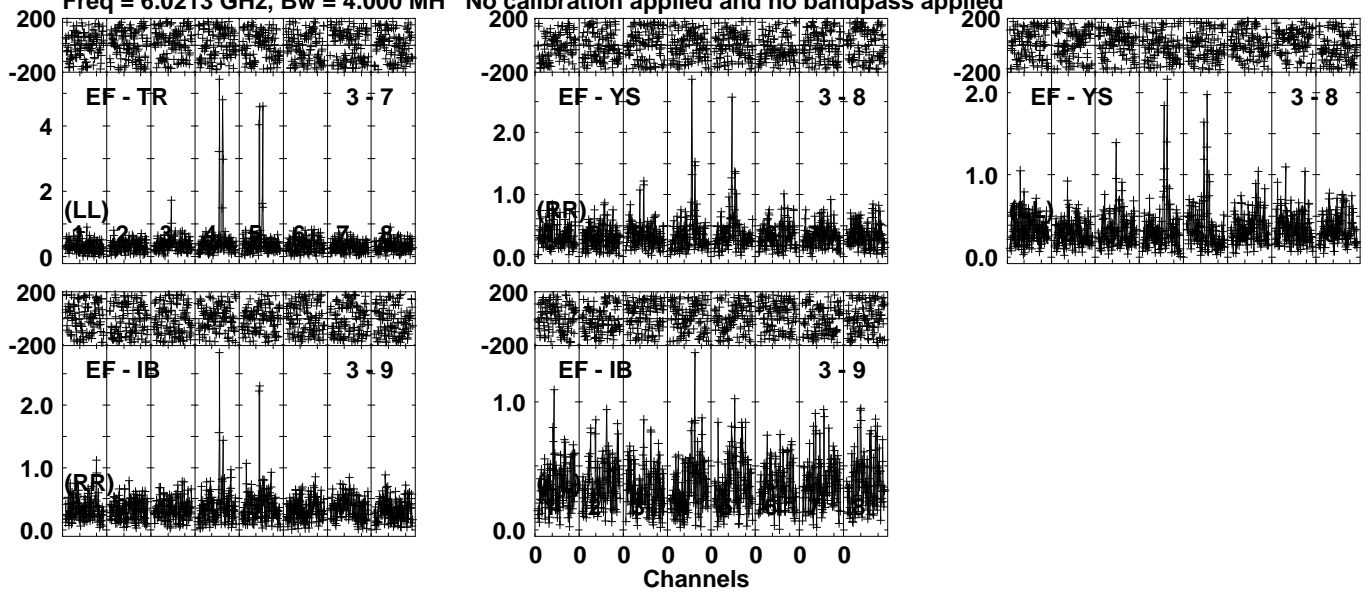 Freq = 6.0213 GHz, Bw = 4.000 MH No calibration applied and no bandpass applied
200
-200
EF - TR 3 - 7
4
2
0
(LL)
1 2 3 4 5 6 7 8
200
-200
EF - YS 3 - 8
2.0
1.0
0.0
(RR)
200
-200
EF - YS 3 - 8
2.0
1.0
0.0
200
-200
EF - IB 3 - 9
2.0
1.0
0.0
(RR)
200
-200
EF - IB 3 - 9
1.0
0.0
0 0 0 0 0 0 0 0
Channels